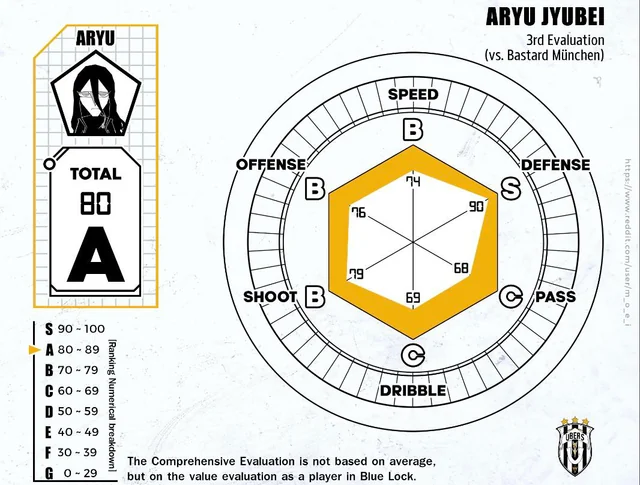 ARYU JYUBEI
3rd Evaluation
(vs. Bastard München)
ARYU
TOTAL
80
A
SPEED
B
74
OFFENSE
B
76
DEFENSE
S
90
SHOOT
B
79
PASS
C
68
DRIBBLE
C
69
S 90 ~ 100
A 80 ~ 89
B 70 ~ 79
C 60 ~ 69
D 50 ~ 59
E 40 ~ 49
F 30 ~ 39
G 0 ~ 29
[Ranking Numerical breakdown]
The Comprehensive Evaluation is not based on average,
but on the value evaluation as a player in Blue Lock.
UBERS
https://www.reddit.com/user/m_o_e_i